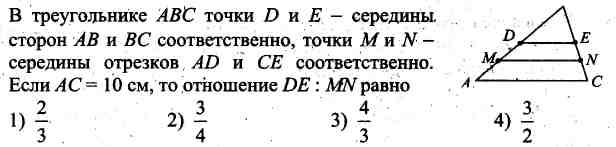 В треугольнике ABC точки D и E – середины
сторон AB и BC соответственно, точки M и N –
середины отрезков AD и CE соответственно.
Если AC = 10 см, то отношение DE : MN равно
1) 2/3 2) 3/4 3) 4/3 4) 3/2
D E
M N
A C